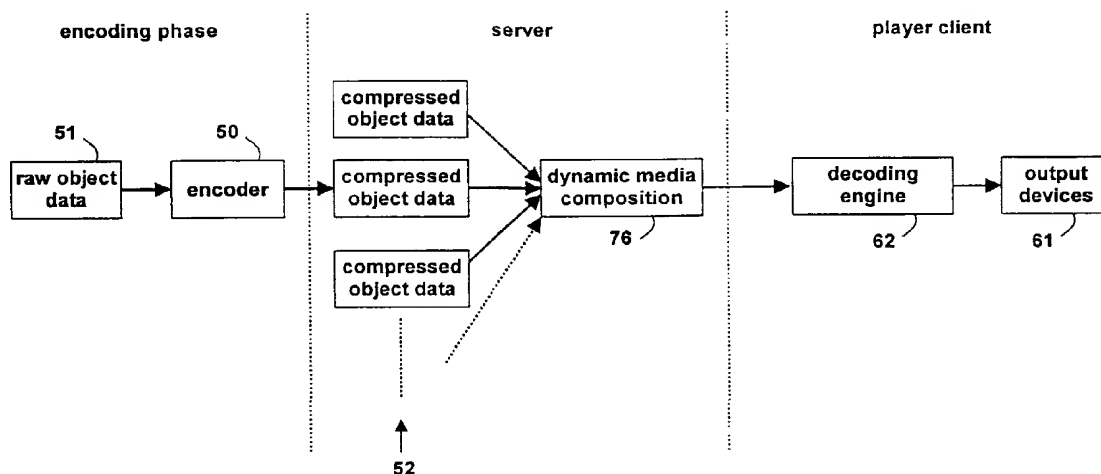 encoding phase
server
player client
51
raw object
data
50
encoder
compressed
object data
compressed
object data
compressed
object data
52
dynamic media
composition
76
decoding
engine
62
output
devices
61